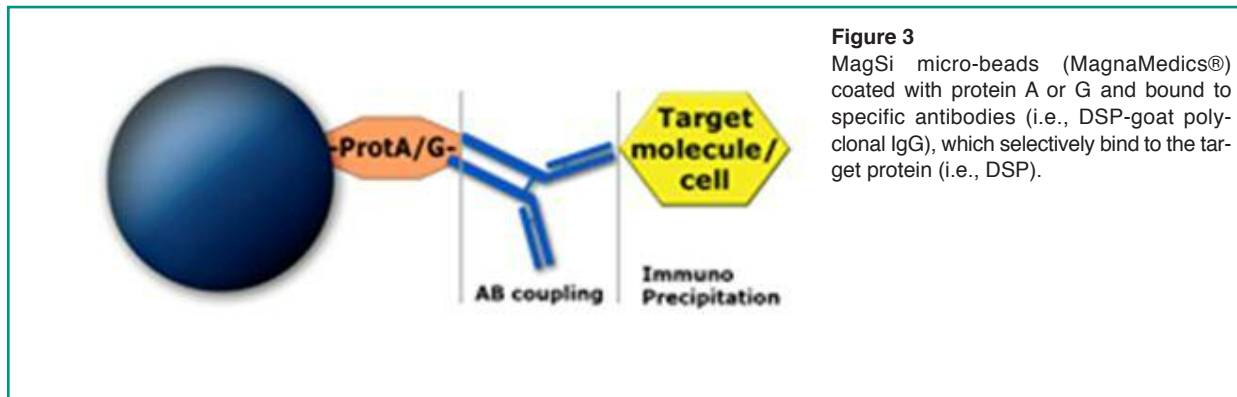 -ProtA/G-
Target
molecule/
cell
AB coupling
Immuno
Precipitation
Figure 3
MagSi micro-beads (MagnaMedics®)
coated with protein A or G and bound to
specific antibodies (i.e., DSP-goat poly-
clonal IgG), which selectively bind to the tar-
get protein (i.e., DSP).